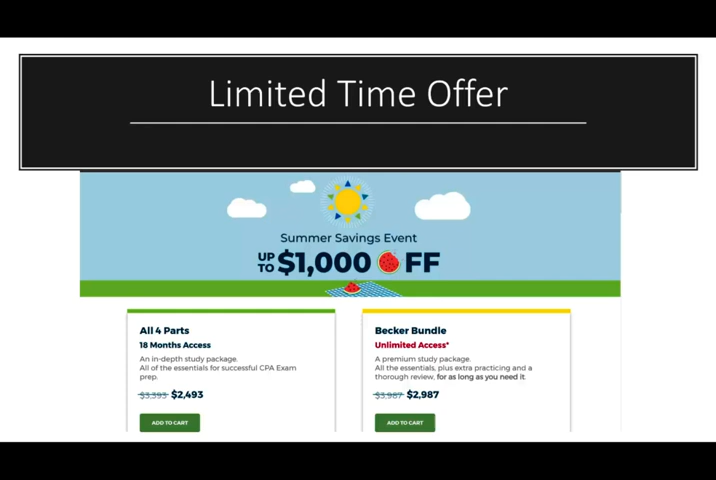 Limited Time Offer
Summer Savings Event
UP TO $1,000 OFF
All 4 Parts
18 Months Access
An in-depth study package.
All of the essentials for successful CPA Exam
prep.
$3,393 $2,493
ADD TO CART
Becker Bundle
Unlimited Access*
A premium study package.
All the essentials, plus extra practicing and a
thorough review, for as long as you need it.
$3,987 $2,987
ADD TO CART